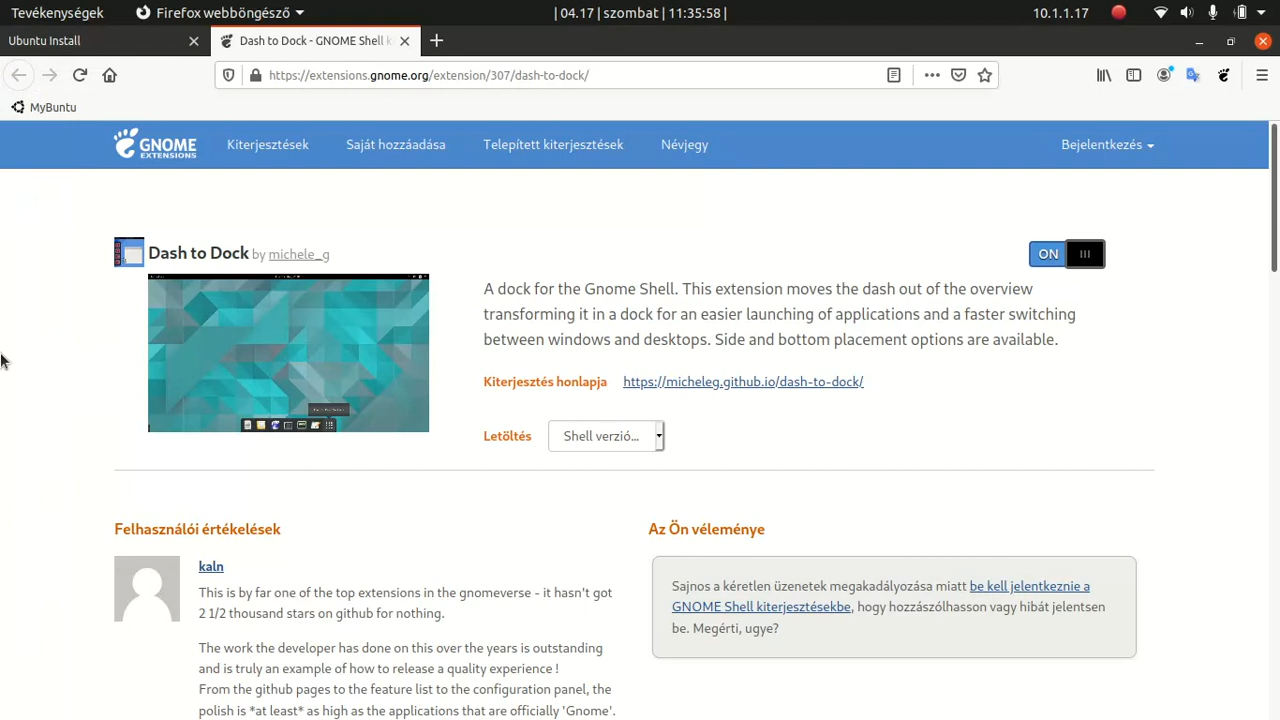 Tevékenységek Firefox webböngésző | 04.17 | szombat | 11:35:58 | 10.1.1.17
Ubuntu Install Dash to Dock - GNOME Shell k
https://extensions.gnome.org/extension/307/dash-to-dock/
MyBuntu
GNOME EXTENSIONS Kiterjesztések Saját hozzáadása Telepített kiterjesztések Névjegy Bejelentkezés
Dash to Dock by michele_g ON
A dock for the Gnome Shell. This extension moves the dash out of the overview
transforming it in a dock for an easier launching of applications and a faster switching
between windows and desktops. Side and bottom placement options are available.
Kiterjesztés honlapja https://micheleg.github.io/dash-to-dock/
Letöltés Shell verzió...
Felhasználói értékelések
kaln
This is by far one of the top extensions in the gnomeverse - it hasn't got
2 1/2 thousand stars on github for nothing.
The work the developer has done on this over the years is outstanding
and is truly an example of how to release a quality experience !
From the github pages to the feature list to the configuration panel, the
polish is *at least* as high as the applications that are officially 'Gnome'.
Az Ön véleménye
Sajnos a kéretlen üzenetek megakadályozása miatt be kell jelentkeznie a
GNOME Shell kiterjesztésekbe, hogy hozzászólhasson vagy hibát jelentsen
be. Megérti, ugye?